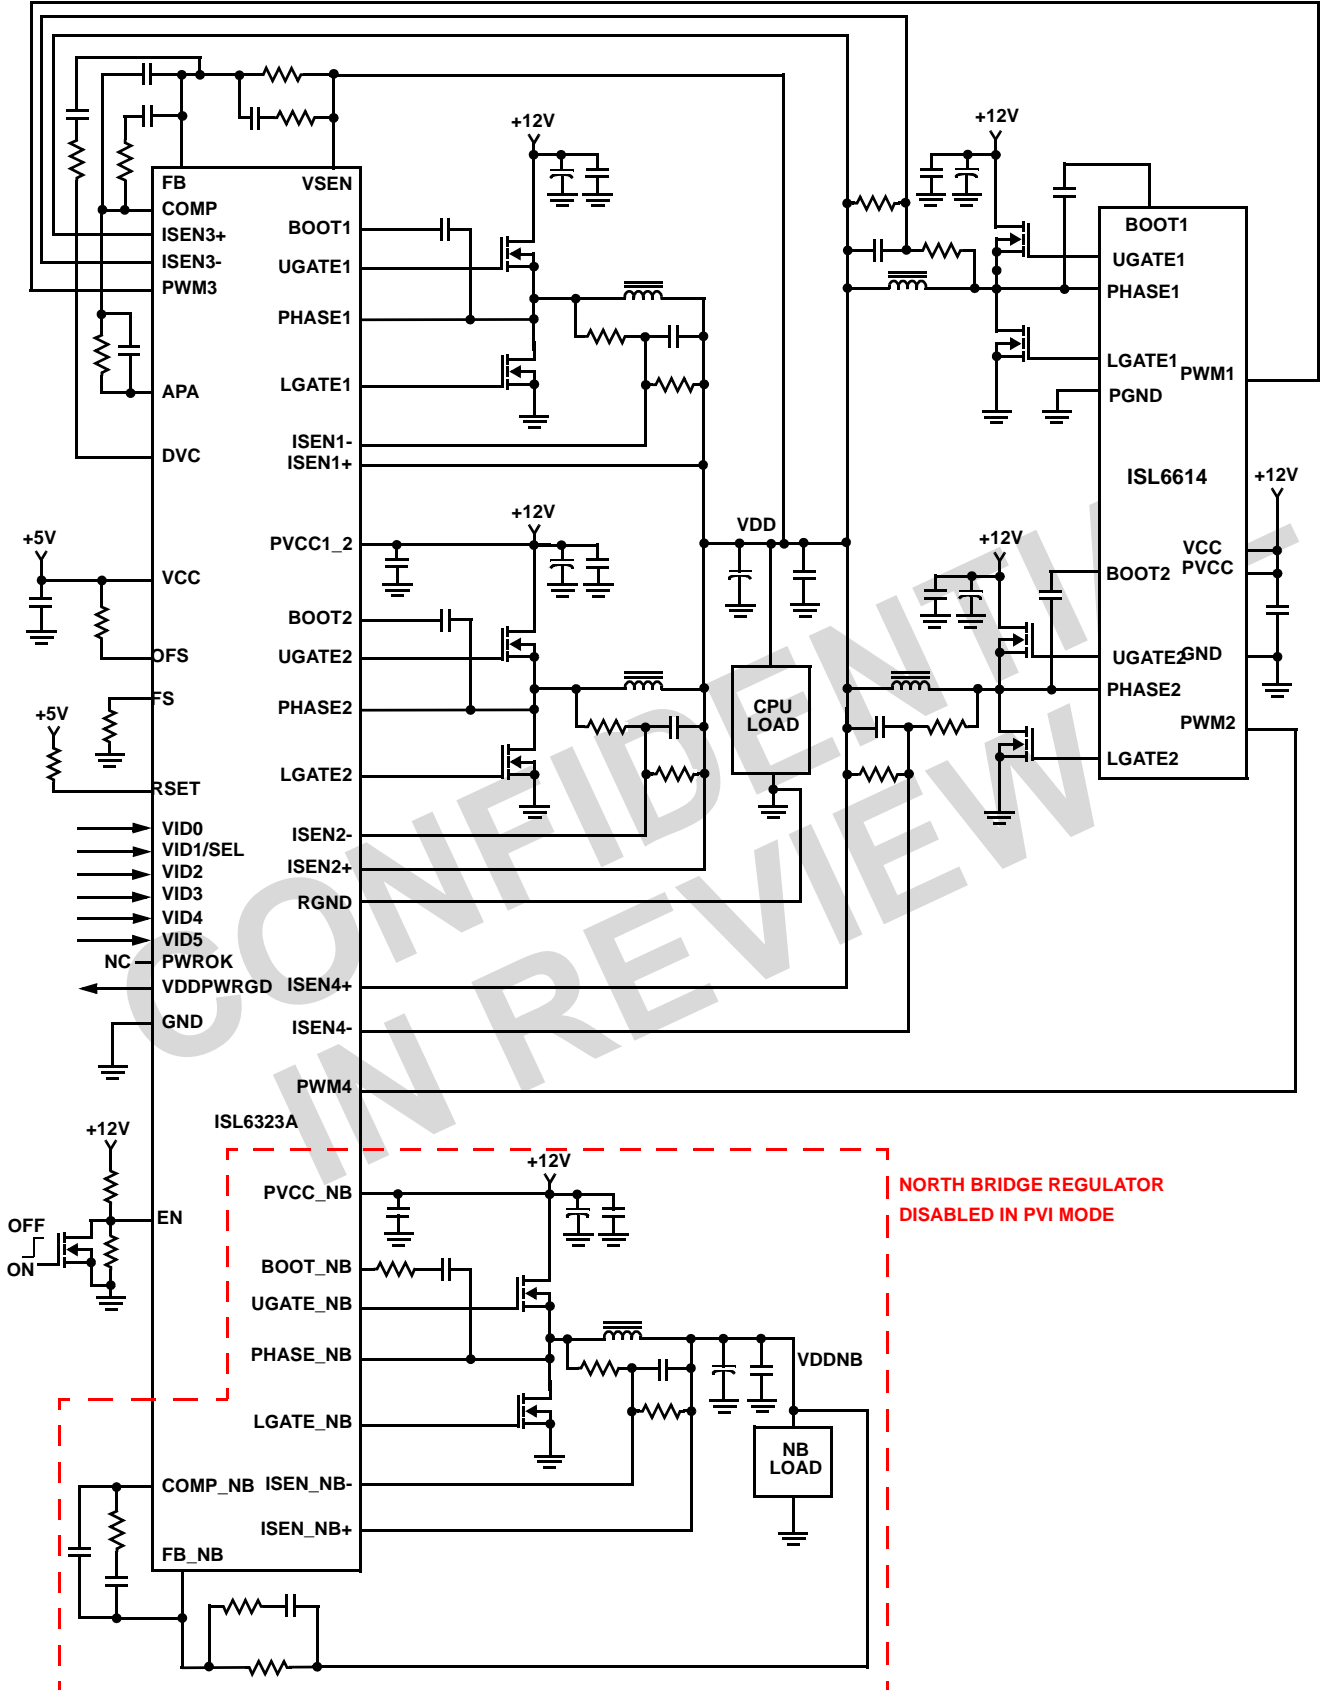 +12V
+12V
FB
VSEN
COMP
BOOT1
ISEN3+
ISEN3-
UGATE1
PWM3
PHASE1
LGATE1
APA
ISEN1-
ISEN1+
DVC
BOOT1
UGATE1
PHASE1
LGATE1
PWM1
PGND
ISL6614
+12V
+12V
+5V
PVCC1_2
VDD
+12V
VCC
VCC
PVCC
BOOT2
BOOT2
OFS
UGATE2
UGATE2
GND
FS
PHASE2
PHASE2
+5V
CPU
LOAD
PWM2
LGATE2
LGATE2
RSET
VID0
ISEN2-
VID1/SEL
VID2
ISEN2+
VID3
RGND
VID4
VID5
NC
PWROK
VDDPWRGD
ISEN4+
GND
ISEN4-
PWM4
ISL6323A
CONFIDENTIAL -
IN REVIEW
+12V
+12V
PVCC_NB
NORTH BRIDGE REGULATOR
DISABLED IN PVI MODE
EN
OFF
ON
BOOT_NB
UGATE_NB
PHASE_NB
VDDNB
LGATE_NB
NB
LOAD
COMP_NB
ISEN_NB-
ISEN_NB+
FB_NB